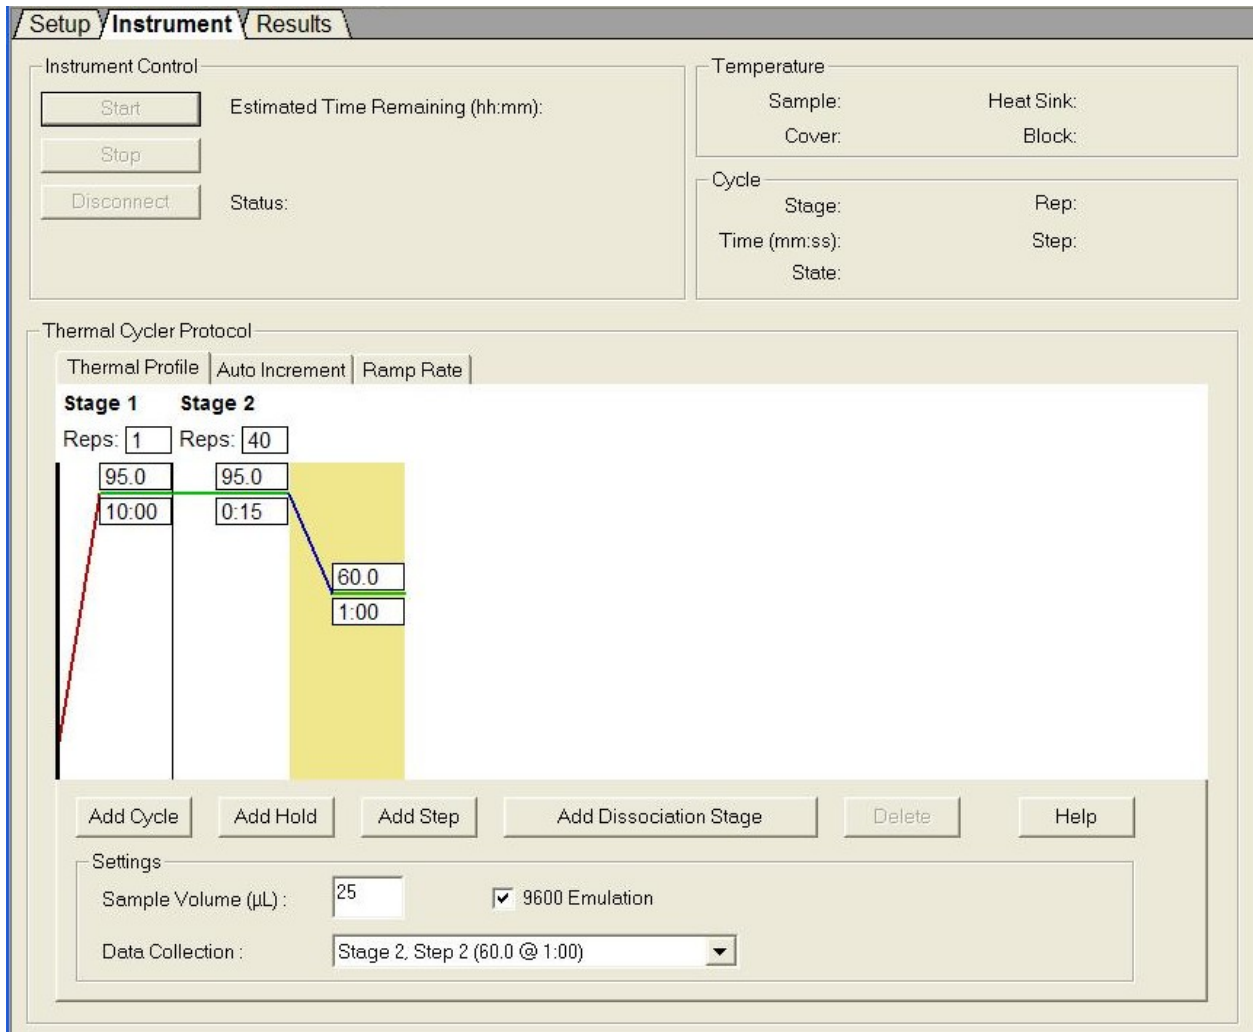 Setup Instrument Results
Instrument Control
Start
Estimated Time Remaining (hh:mm):
Stop
Disconnect
Status:
Temperature
Sample: Heat Sink:
Cover: Block:
Cycle
Stage: Rep:
Time (mm:ss): Step:
State:
Thermal Cycler Protocol
Thermal Profile Auto Increment Ramp Rate
Stage 1 Stage 2
Reps: 1 Reps: 40
95.0 95.0
10:00 0:15
60.0
1:00
Add Cycle Add Hold Add Step Add Dissociation Stage Delete Help
Settings
Sample Volume (µL) : 25 9600 Emulation
Data Collection : Stage 2, Step 2 (60.0 @ 1:00)